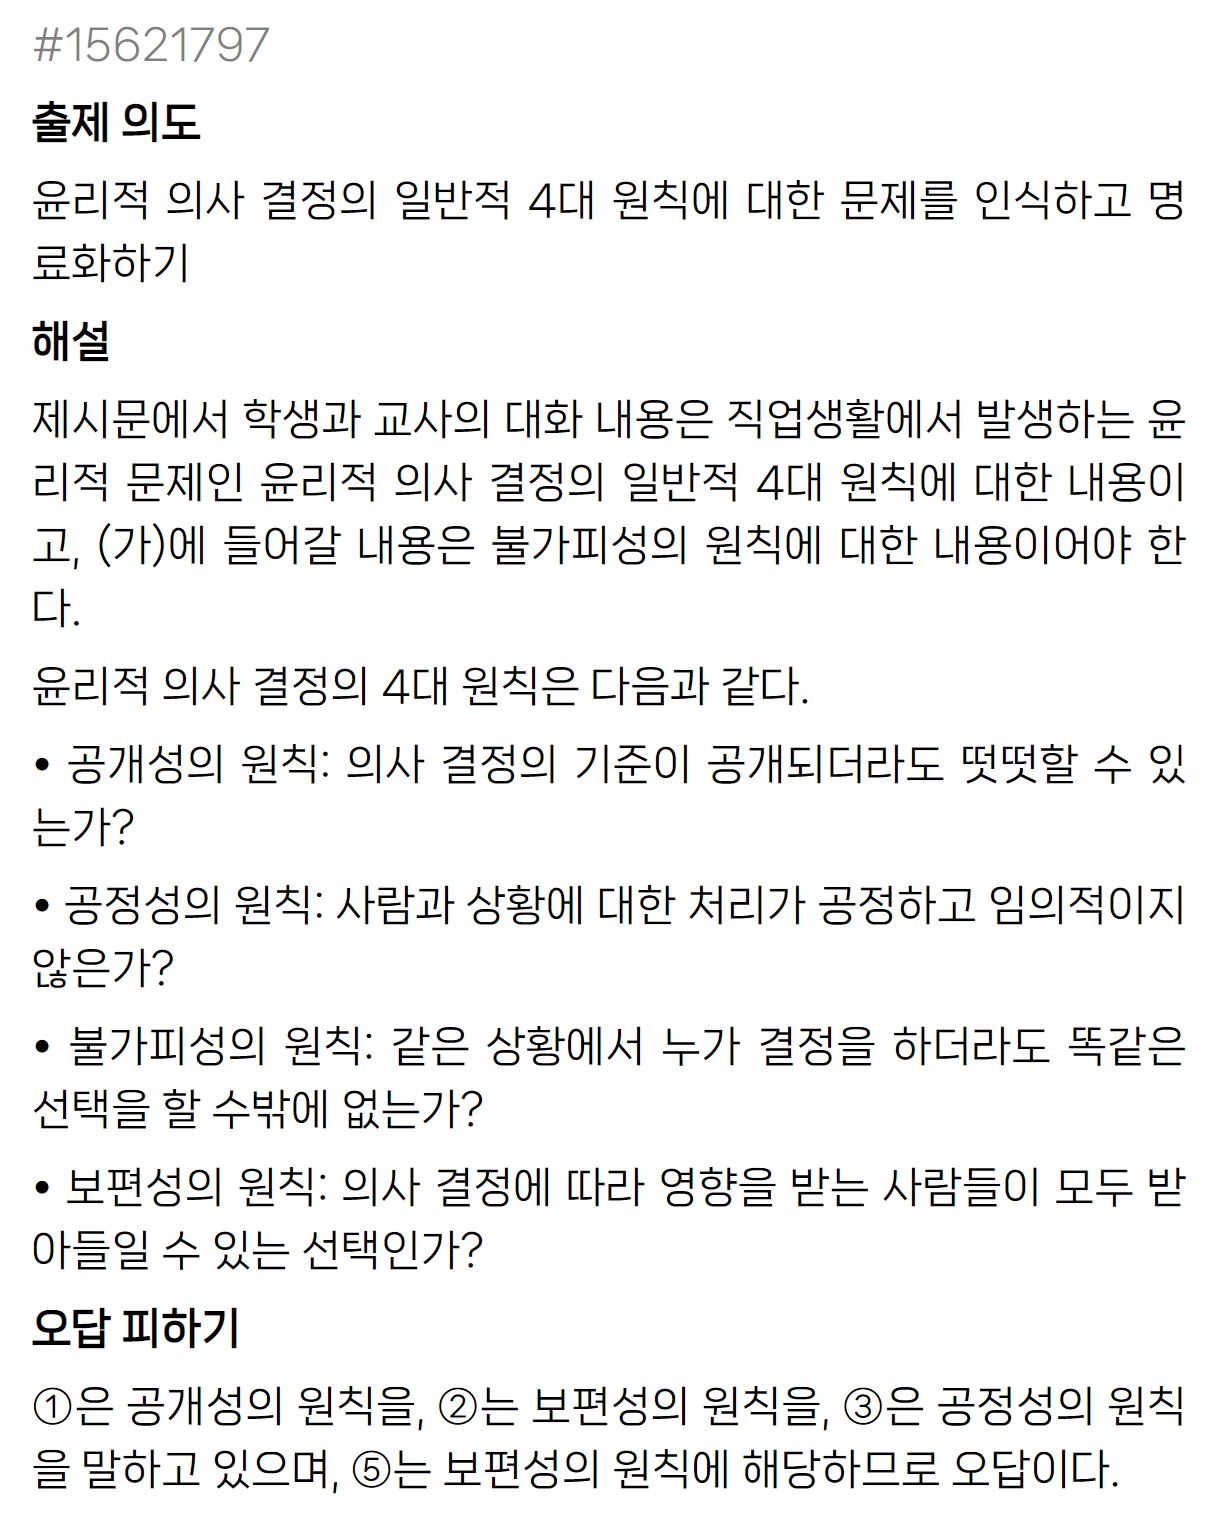 #15621797
출제 의도
윤리적 의사 결정의 일반적 4대 원칙에 대한 문제를 인식하고 명
료화하기
해설
제시문에서 학생과 교사의 대화 내용은 직업생활에서 발생하는 윤
리적 문제인 윤리적 의사 결정의 일반적 4대 원칙에 대한 내용이
고, (가)에 들어갈 내용은 불가피성의 원칙에 대한 내용이어야 한
다.
윤리적 의사 결정의 4대 원칙은 다음과 같다.
• 공개성의 원칙: 의사 결정의 기준이 공개되더라도 떳떳할 수 있
는가?
• 공정성의 원칙: 사람과 상황에 대한 처리가 공정하고 임의적이지
않은가?
• 불가피성의 원칙: 같은 상황에서 누가 결정을 하더라도 똑같은
선택을 할 수밖에 없는가?
• 보편성의 원칙: 의사 결정에 따라 영향을 받는 사람들이 모두 받
아들일 수 있는 선택인가?
오답 피하기
①은 공개성의 원칙을, ②는 보편성의 원칙을, ③은 공정성의 원칙
을 말하고 있으며, ⑤는 보편성의 원칙에 해당하므로 오답이다.